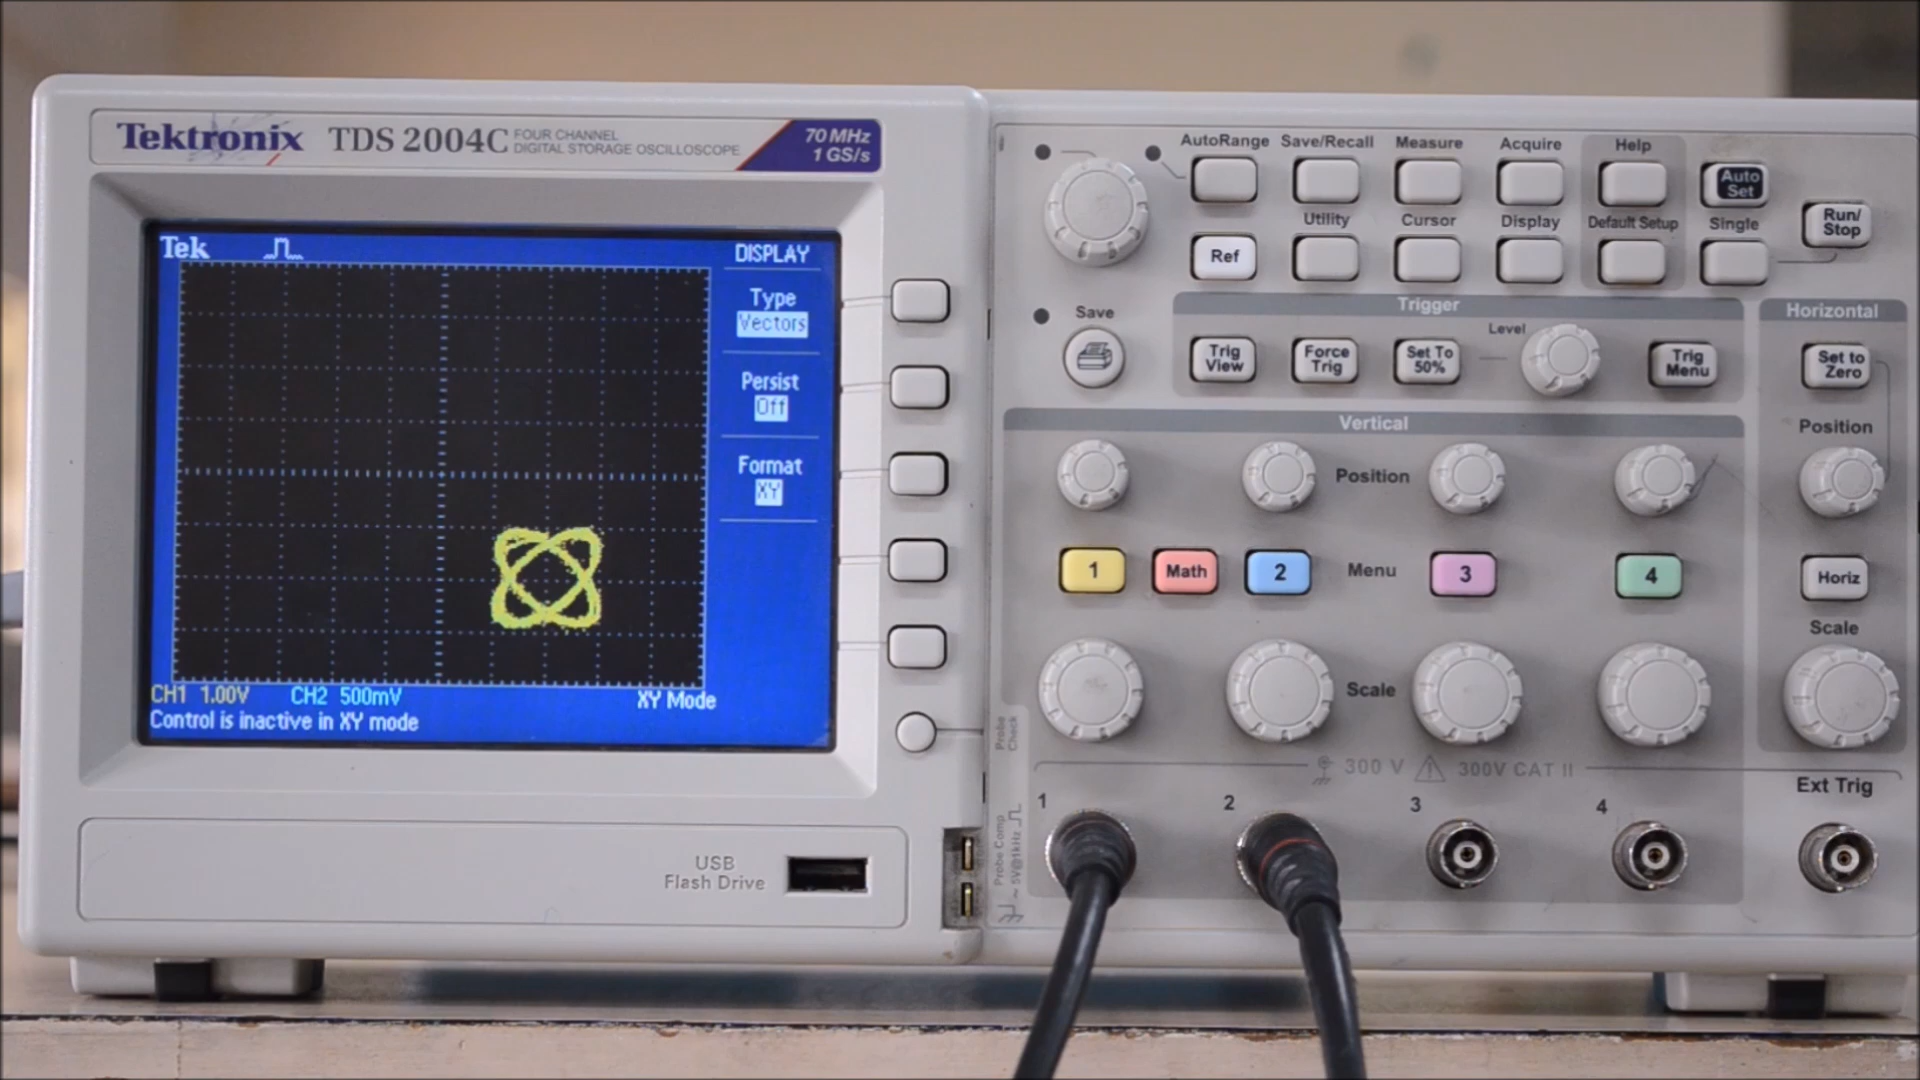 Tektronix TDS 2004C FOUR CHANNEL
DIGITAL STORAGE OSCILLOSCOPE
70 MHz
1 GS/s
Tek
DISPLAY
Type
Vectors
Persist
Off
Format
XY
CH1 1.00V CH2 500mV XY Mode
Control is inactive in XY mode
USB
Flash Drive
AutoRange Save/Recall Measure Acquire Help
Auto
Set
Utility Cursor Display Default Setup Single
Run/
Stop
Ref
Save
Trigger
Level
Trig
View
Force
Trig
Set To
50%
Trig
Menu
Horizontal
Set to
Zero
Position
Horiz
Scale
Vertical
Position
1 Math 2 Menu 3 4
Scale
Probe
Check
300 V 300V CAT II
Ext Trig
1 2 3 4
Probe Comp
~5V@1kHz